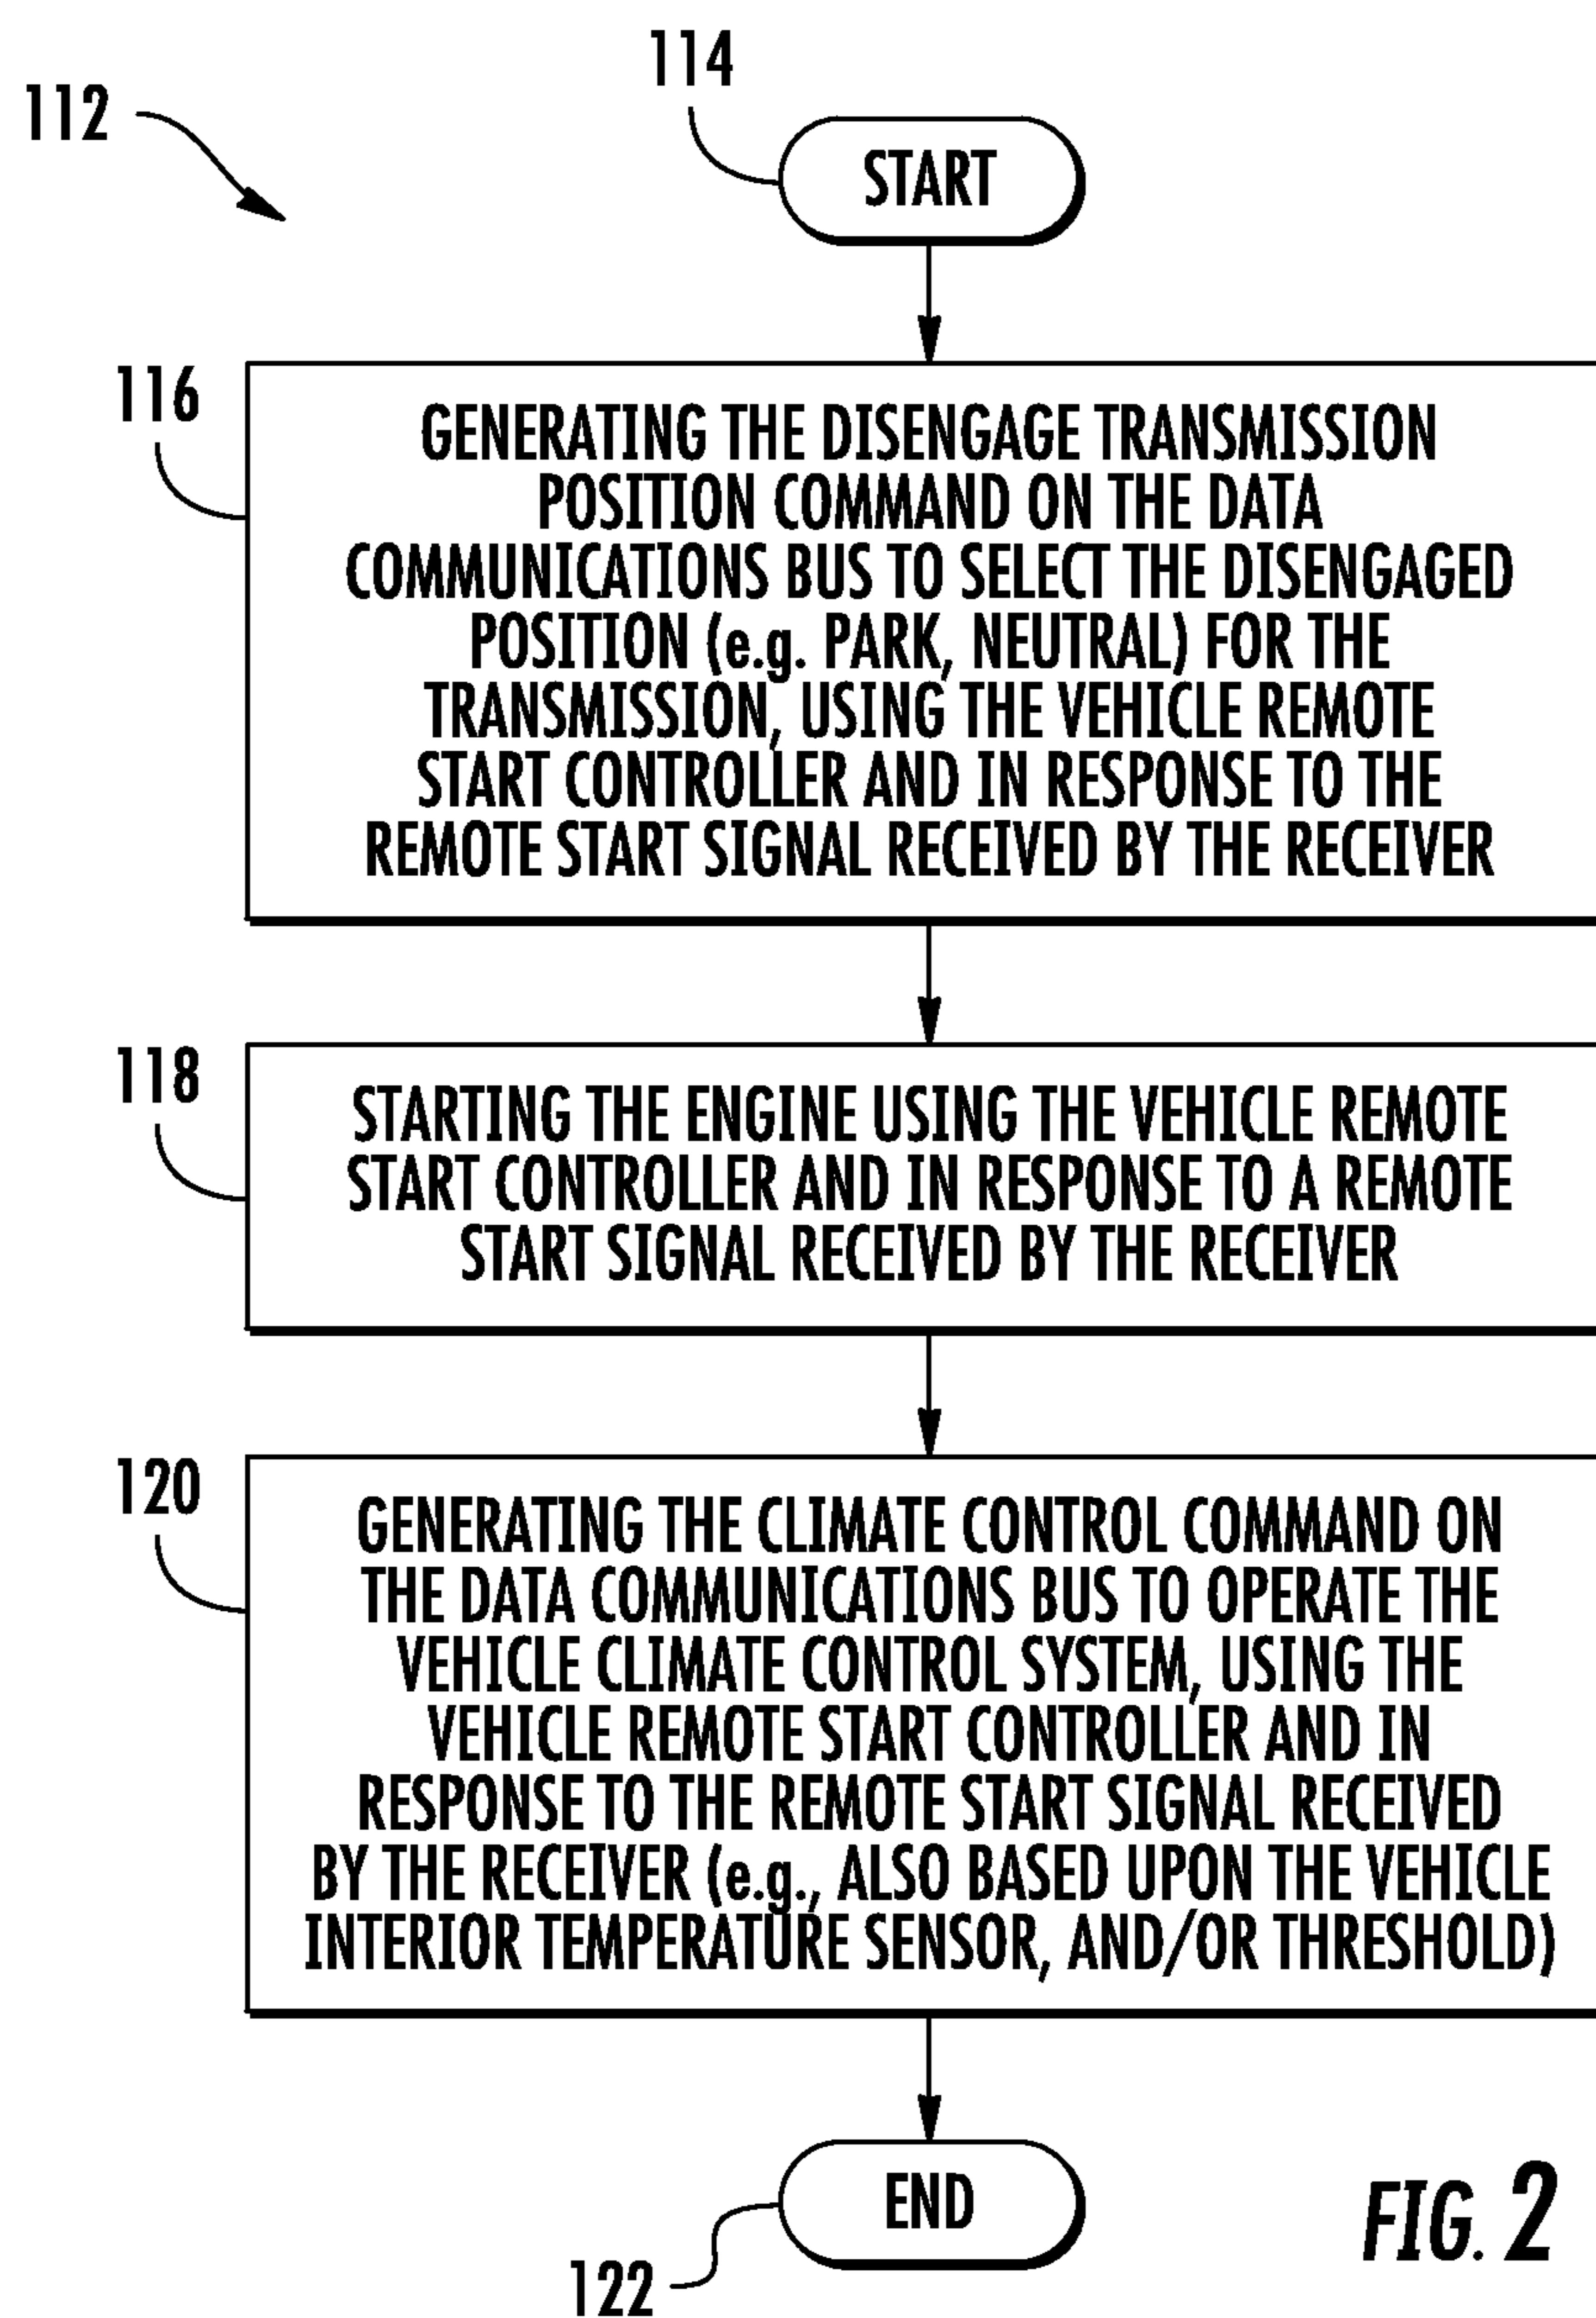 114
112
START
116
GENERATING THE DISENGAGE TRANSMISSION
POSITION COMMAND ON THE DATA
COMMUNICATIONS BUS TO SELECT THE DISENGAGED
POSITION (e.g. PARK, NEUTRAL) FOR THE
TRANSMISSION, USING THE VEHICLE REMOTE
START CONTROLLER AND IN RESPONSE TO THE
REMOTE START SIGNAL RECEIVED BY THE RECEIVER
118
STARTING THE ENGINE USING THE VEHICLE REMOTE
START CONTROLLER AND IN RESPONSE TO A REMOTE
START SIGNAL RECEIVED BY THE RECEIVER
120
GENERATING THE CLIMATE CONTROL COMMAND ON
THE DATA COMMUNICATIONS BUS TO OPERATE THE
VEHICLE CLIMATE CONTROL SYSTEM, USING THE
VEHICLE REMOTE START CONTROLLER AND IN
RESPONSE TO THE REMOTE START SIGNAL RECEIVED
BY THE RECEIVER (e.g., ALSO BASED UPON THE VEHICLE
INTERIOR TEMPERATURE SENSOR, AND/OR THRESHOLD)
END
122
FIG. 2